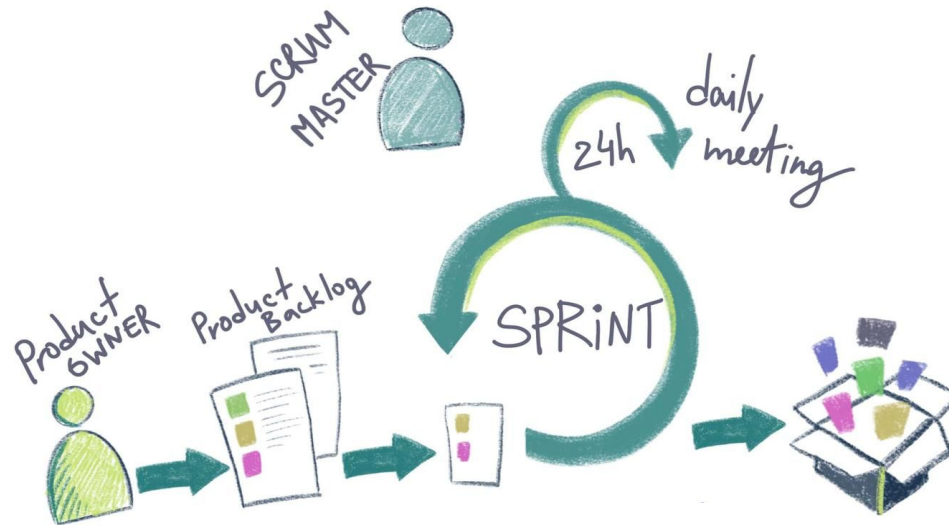 SCRUM
MASTER
daily
meeting
24h
Product
OWNER
Product
Backlog
SPRiNT